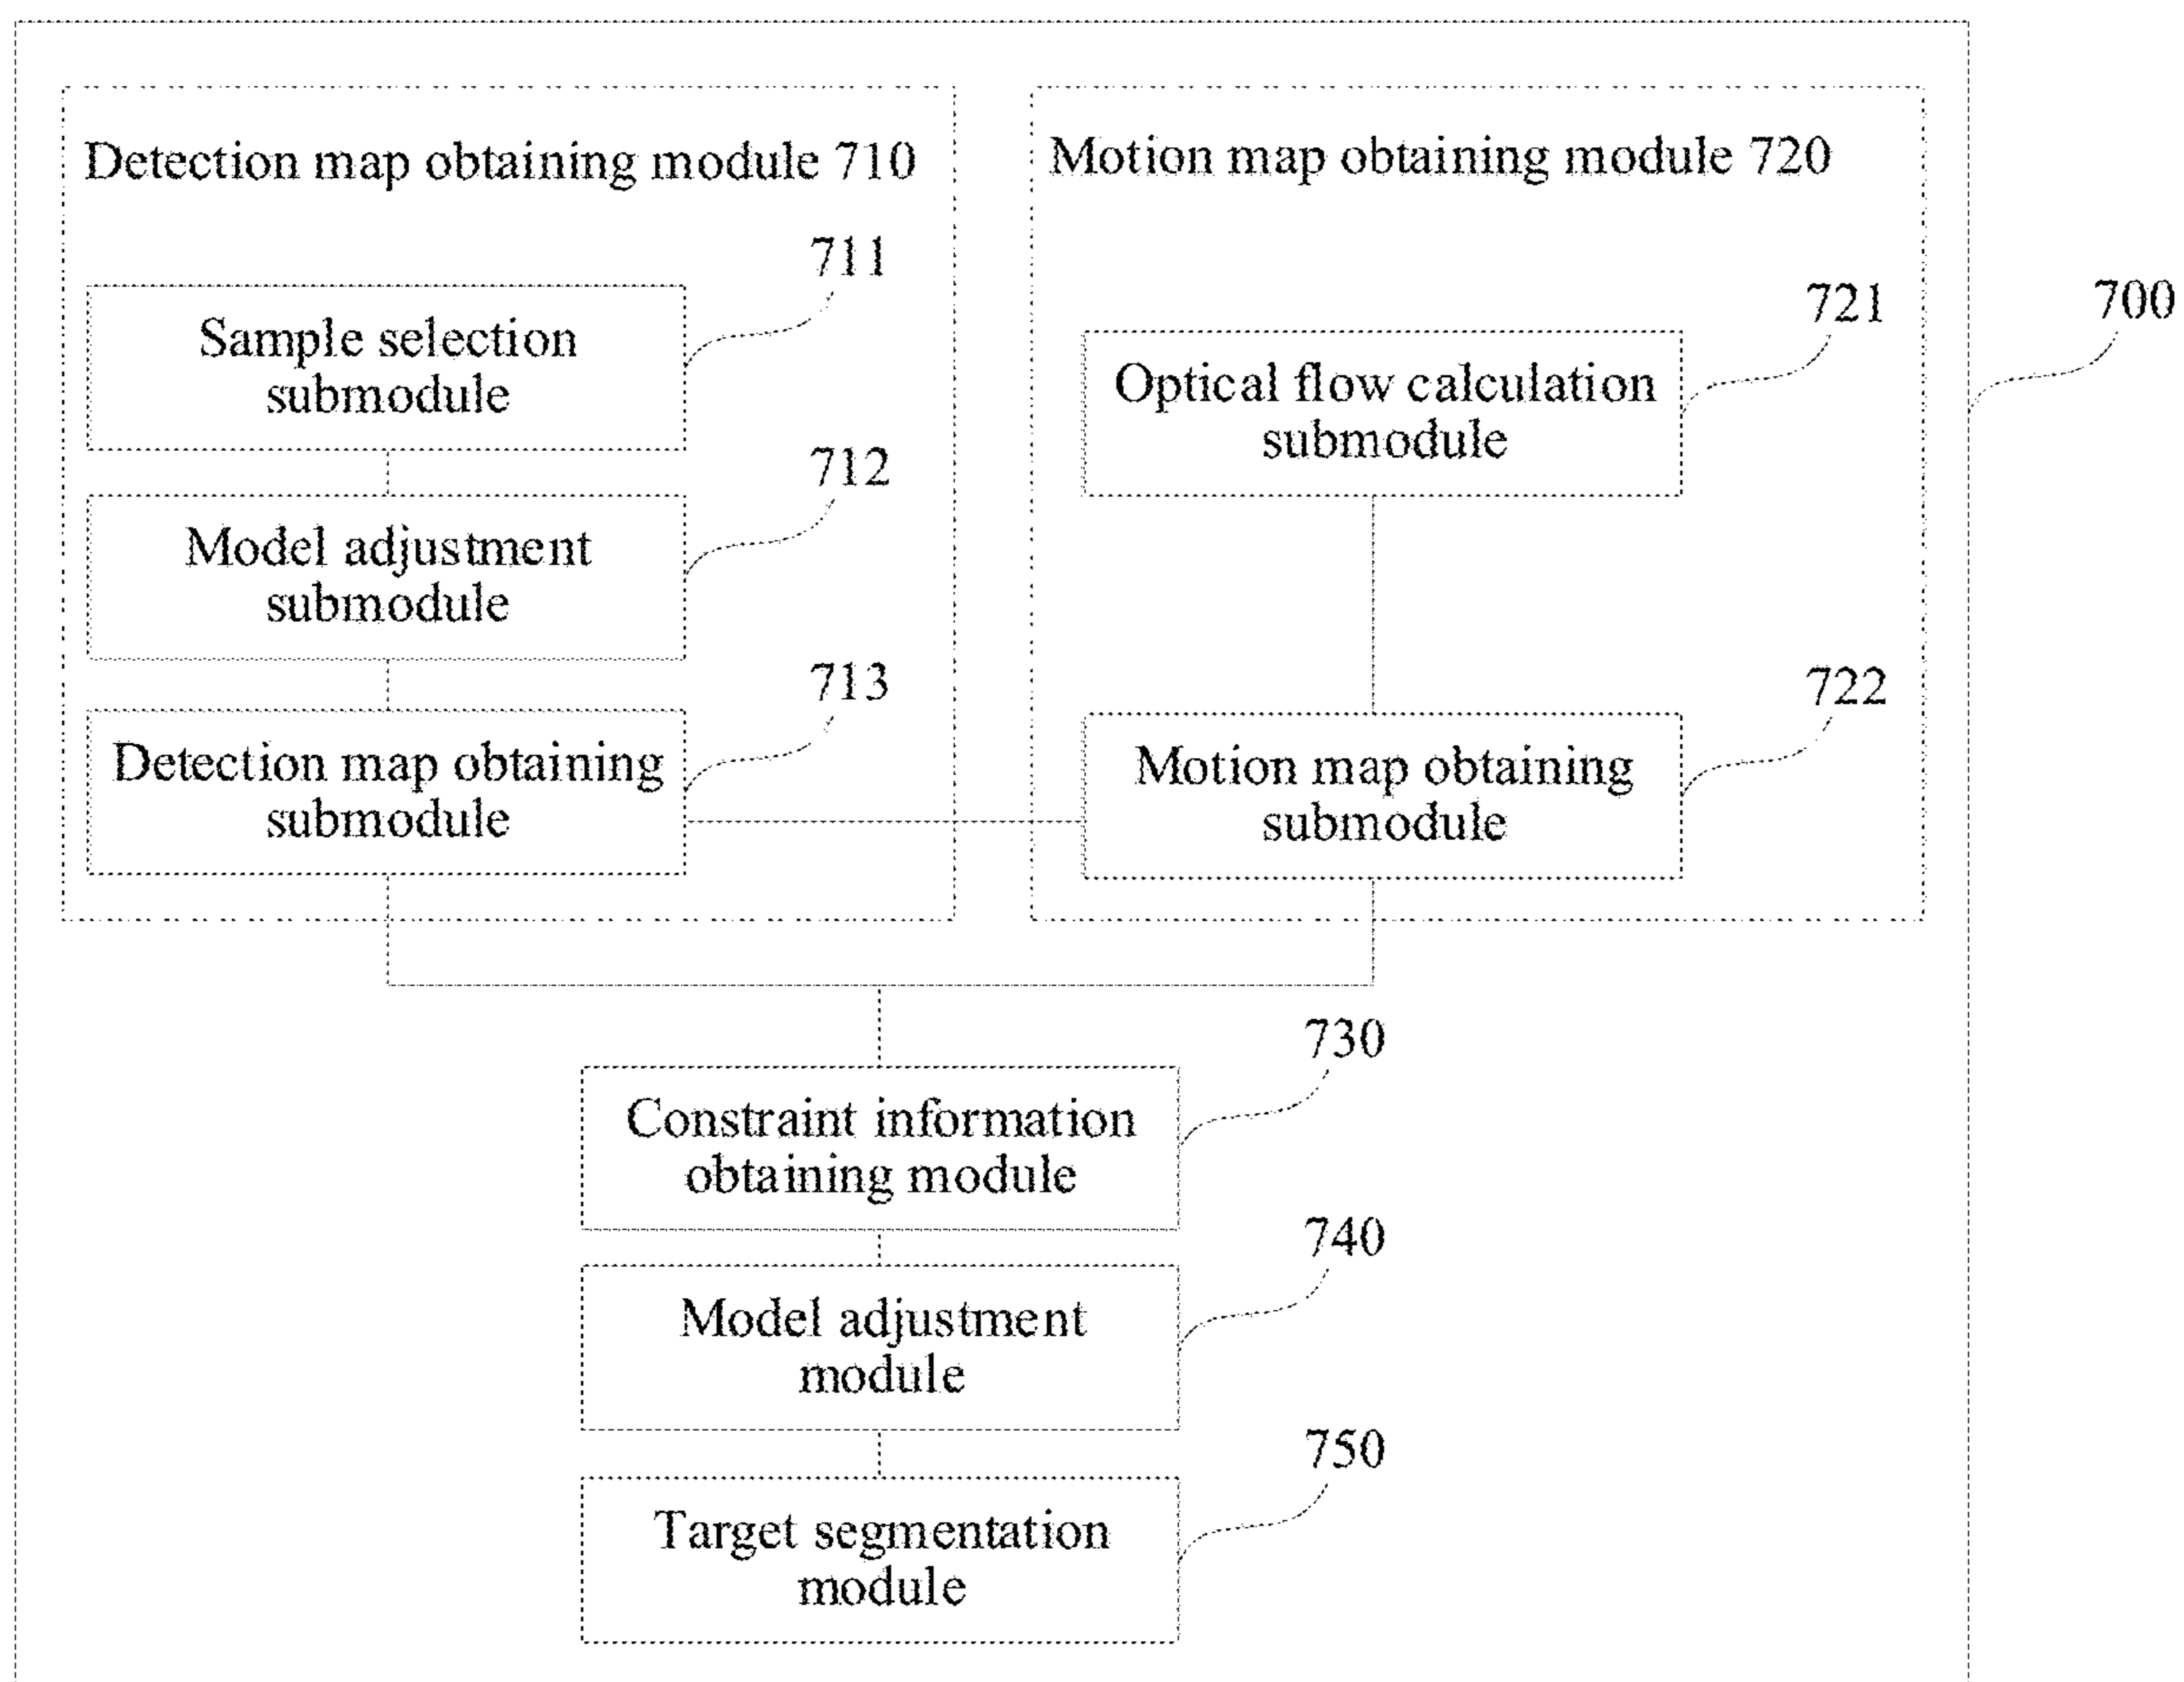 Detection map obtaining module 710
711
Sample selection
submodule
712
Model adjustment
submodule
713
Detection map obtaining
submodule
Motion map obtaining module 720
721
Optical flow calculation
submodule
722
Motion map obtaining
submodule
700
730
Constraint information
obtaining module
740
Model adjustment
module
750
Target segmentation
module